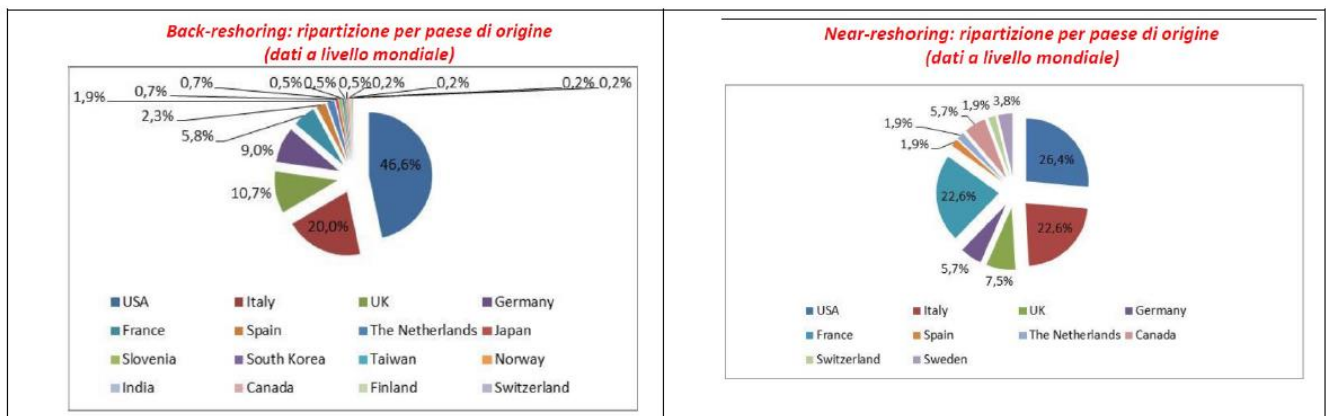 Back-reshoring: ripartizione per paese di origine
(dati a livello mondiale)
0,7% 0,5% 0,5% 0,5% 0,2% 0,2% 0,2% 0,2%
0,7%
1,9%
2,3%
5,8%
9,0%
46,6%
10,7%
20,0%
USA Italy UK Germany
France Spain The Netherlands Japan
Slovenia South Korea Taiwan Norway
India Canada Finland Switzerland
Near-reshoring: ripartizione per paese di origine
(dati a livello mondiale)
1,9% 3,8%
5,7%
1,9%
1,9%
26,4%
22,6%
22,6%
5,7%
7,5%
USA Italy UK Germany
France Spain The Netherlands Canada
Switzerland Sweden